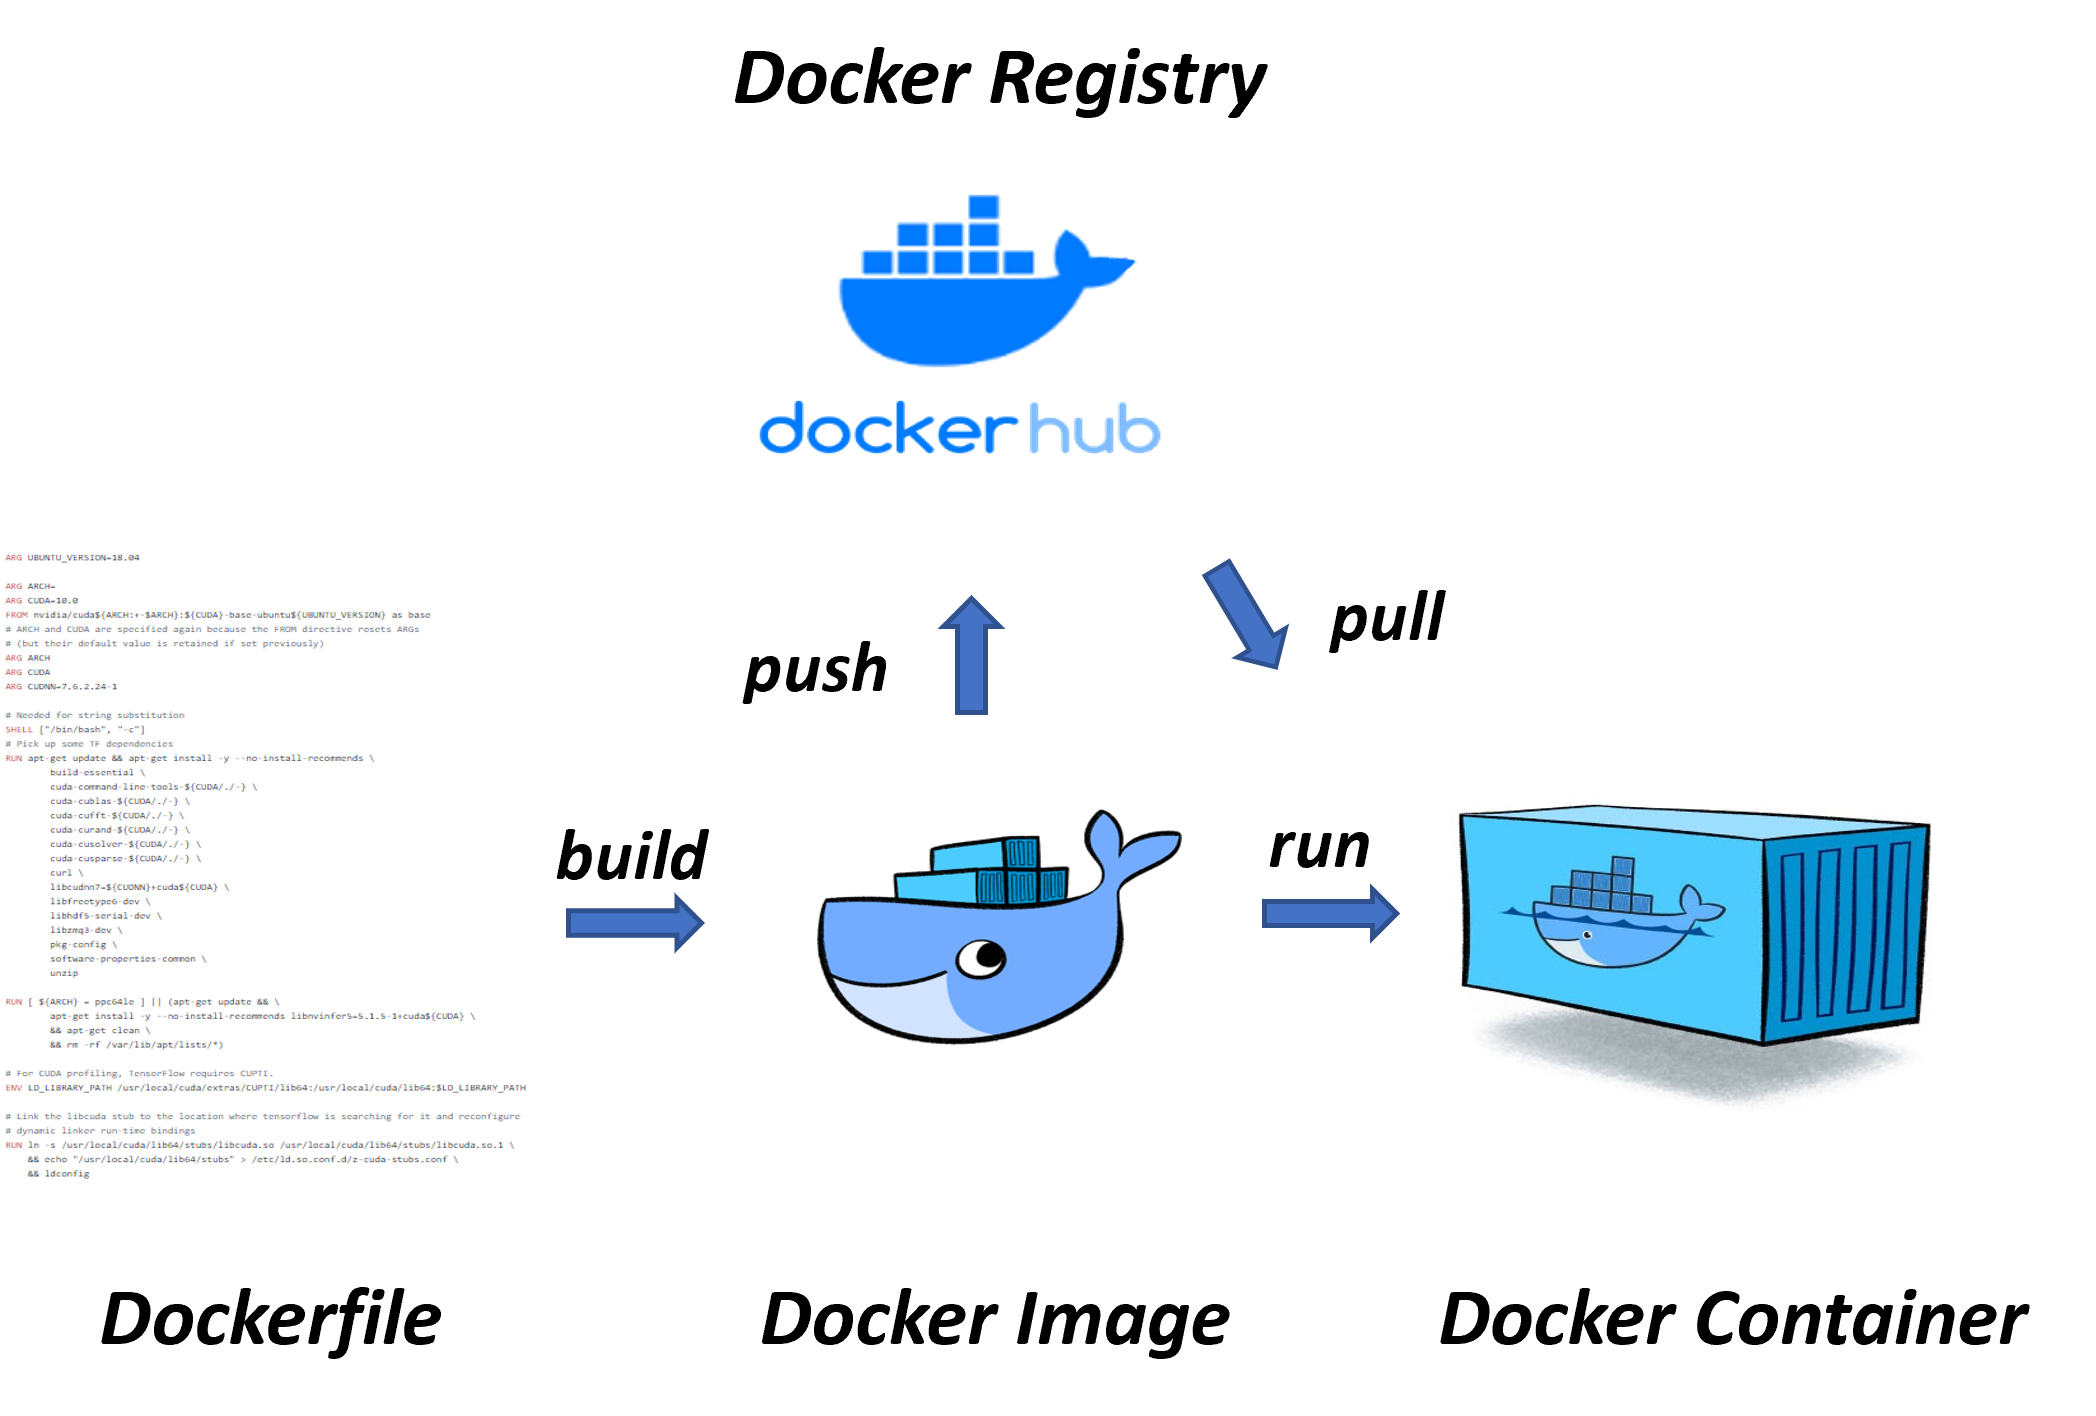 Docker Registry
docker hub
ARG UBUNTU_VERSION=18.04
ARG ARCH=
ARG CUDA=10.0
FROM nvidia/cuda${ARCH:+-$ARCH}:${CUDA}-base-ubuntu${UBUNTU_VERSION} as base
# ARCH and CUDA are specified again because the FROM directive resets ARGs
# (but their default value is retained if set previously)
ARG ARCH
ARG CUDA
ARG CUDNN=7.6.2.24-1
# Needed for string substitution
SHELL ["/bin/bash", "-c"]
# Pick up some TF dependencies
RUN apt-get update && apt-get install -y --no-install-recommends \
build-essential \
cuda-command-line-tools-${CUDA/./-} \
cuda-cublas-${CUDA/./-} \
cuda-cufft-${CUDA/./-} \
cuda-curand-${CUDA/./-} \
cuda-cusolver-${CUDA/./-} \
cuda-cusparse-${CUDA/./-} \
curl \
libcudnn7=${CUDNN}+cuda${CUDA} \
libfreetype6-dev \
libhdf5-serial-dev \
libzmq3-dev \
pkg-config \
software-properties-common \
unzip
RUN [ ${ARCH} = ppc64le ] || (apt-get update && \
apt-get install -y --no-install-recommends libnvinfer5=5.1.5-1+cuda${CUDA} \
&& apt-get clean \
&& rm -rf /var/lib/apt/lists/*)
# For CUDA profiling, TensorFlow requires CUPTI.
ENV LD_LIBRARY_PATH /usr/local/cuda/extras/CUPTI/lib64:/usr/local/cuda/lib64:$LD_LIBRARY_PATH
# Link the libcuda stub to the location where tensorflow is searching for it and reconfigure
# dynamic linker run-time bindings
RUN ln -s /usr/local/cuda/lib64/stubs/libcuda.so /usr/local/cuda/lib64/stubs/libcuda.so.1 \
&& echo "/usr/local/cuda/lib64/stubs" > /etc/ld.so.conf.d/z-cuda-stubs.conf \
&& ldconfig
build
push
pull
run
Dockerfile
Docker Image
Docker Container